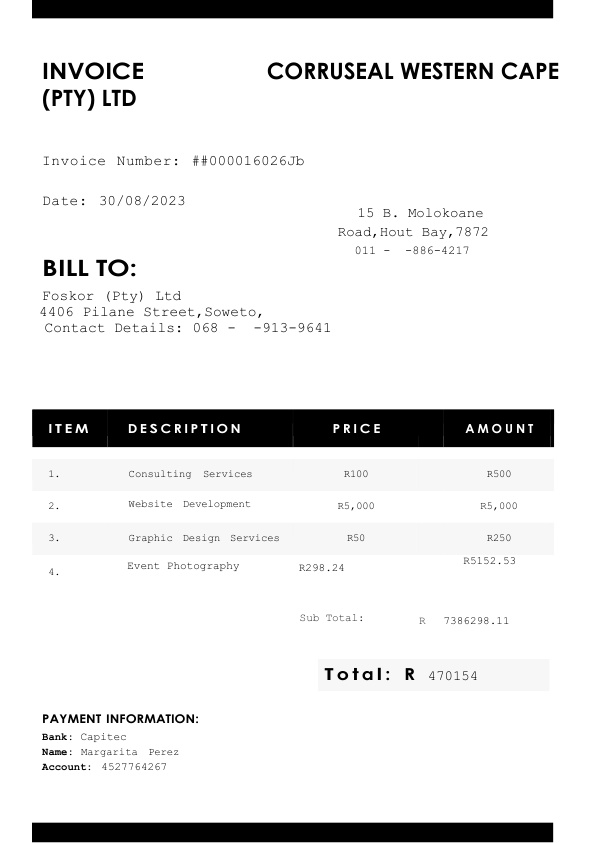 INVOICE CORRUSEAL WESTERN CAPE
(PTY) LTD
Invoice Number: ##000016026Jb
Date: 30/08/2023
15 B. Molokoane
Road,Hout Bay,7872
011 - -886-4217
BILL TO:
Foskor (Pty) Ltd
4406 Pilane Street,Soweto,
Contact Details: 068 - -913-9641
ITEM DESCRIPTION PRICE AMOUNT
1. Consulting Services R100 R500
2. Website Development R5,000 R5,000
3. Graphic Design Services R50 R250
4. Event Photography R298.24 R5152.53
Sub Total: R 7386298.11
Total: R 470154
PAYMENT INFORMATION:
Bank: Capitec
Name: Margarita Perez
Account: 4527764267